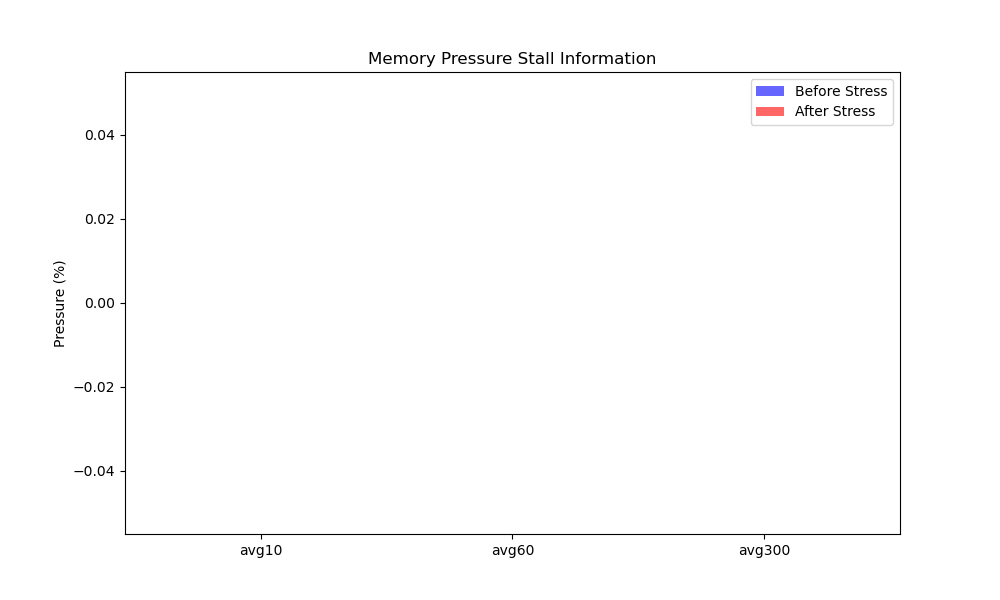 Memory Pressure Stall Information
Before Stress
After Stress
0.04
0.02
0.00
−0.02
−0.04
Pressure (%)
avg10
avg60
avg300